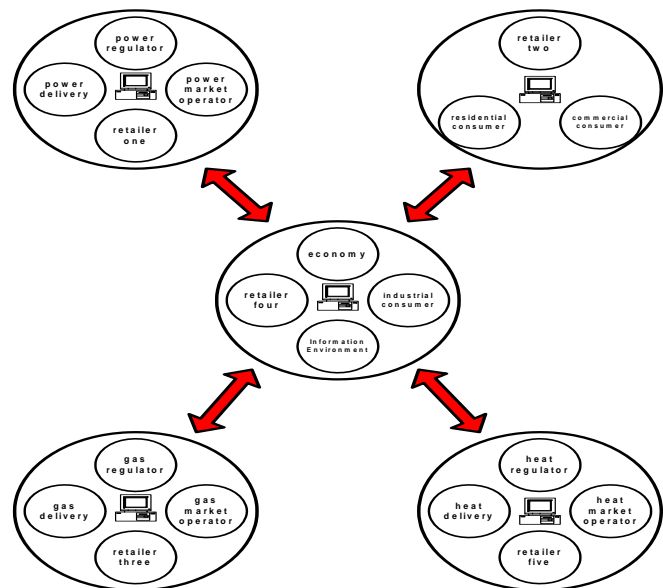 power
regulator
power
delivery
power
market
operator
retailer
one
retailer
two
residential
consumer
commercial
consumer
economy
retailer
four
industrial
consumer
Information
Environment
gas
regulator
gas
delivery
gas
market
operator
retailer
three
heat
regulator
heat
delivery
heat
market
operator
retailer
five